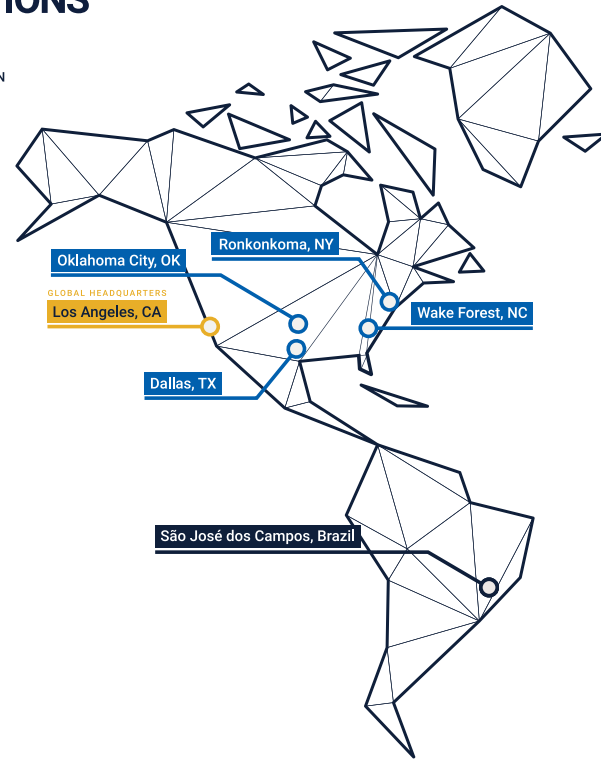 Ronkonkoma, NY
Oklahoma City, OK
GLOBAL HEADQUARTERS
Los Angeles, CA
Wake Forest, NC
Dallas, TX
São José dos Campos, Brazil